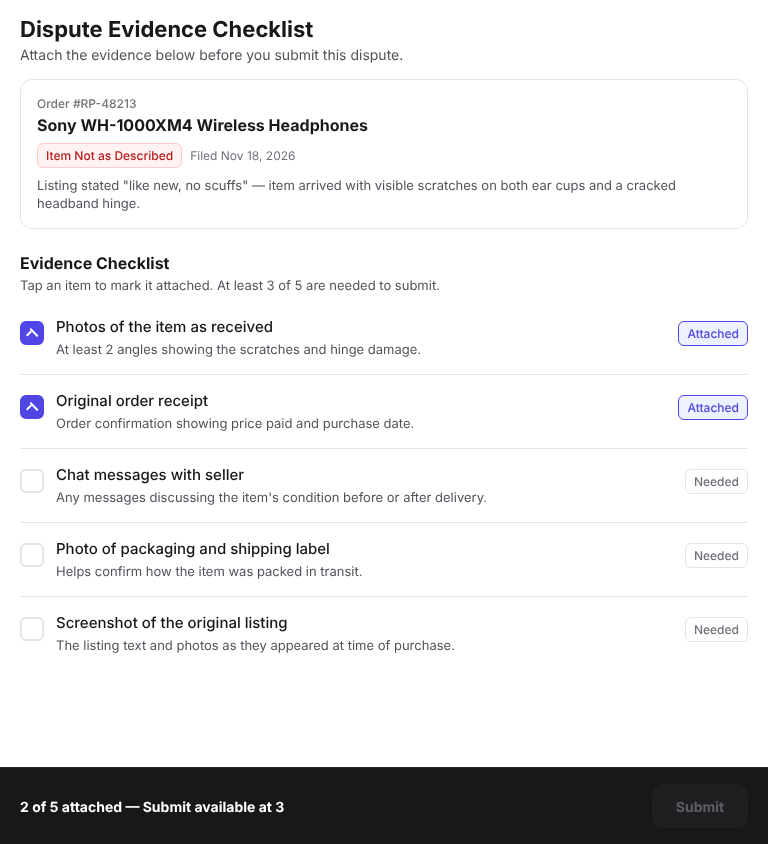 Dispute Evidence Checklist
Attach the evidence below before you submit this dispute.
Order #RP-48213
Sony WH-1000XM4 Wireless Headphones
Item Not as Described
Filed Nov 18, 2026
Listing stated "like new, no scuffs" — item arrived with visible scratches on both ear cups and a cracked
headband hinge.
Evidence Checklist
Tap an item to mark it attached. At least 3 of 5 are needed to submit.
Photos of the item as received
Attached
At least 2 angles showing the scratches and hinge damage.
Original order receipt
Attached
Order confirmation showing price paid and purchase date.
Chat messages with seller
Needed
Any messages discussing the item's condition before or after delivery.
Photo of packaging and shipping label
Needed
Helps confirm how the item was packed in transit.
Screenshot of the original listing
Needed
The listing text and photos as they appeared at time of purchase.
2 of 5 attached — Submit available at 3
Submit